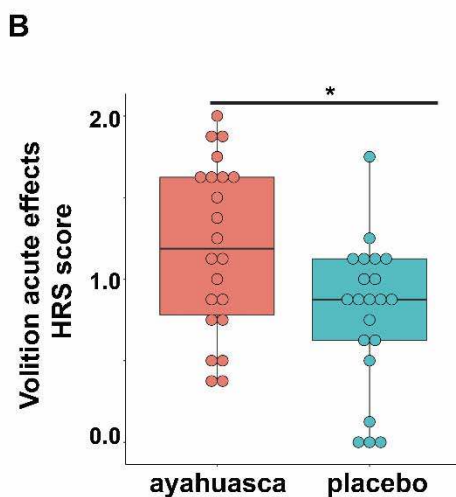 B
*
Volition acute effects
HRS score
2.0
1.0
0.0
ayahuasca placebo